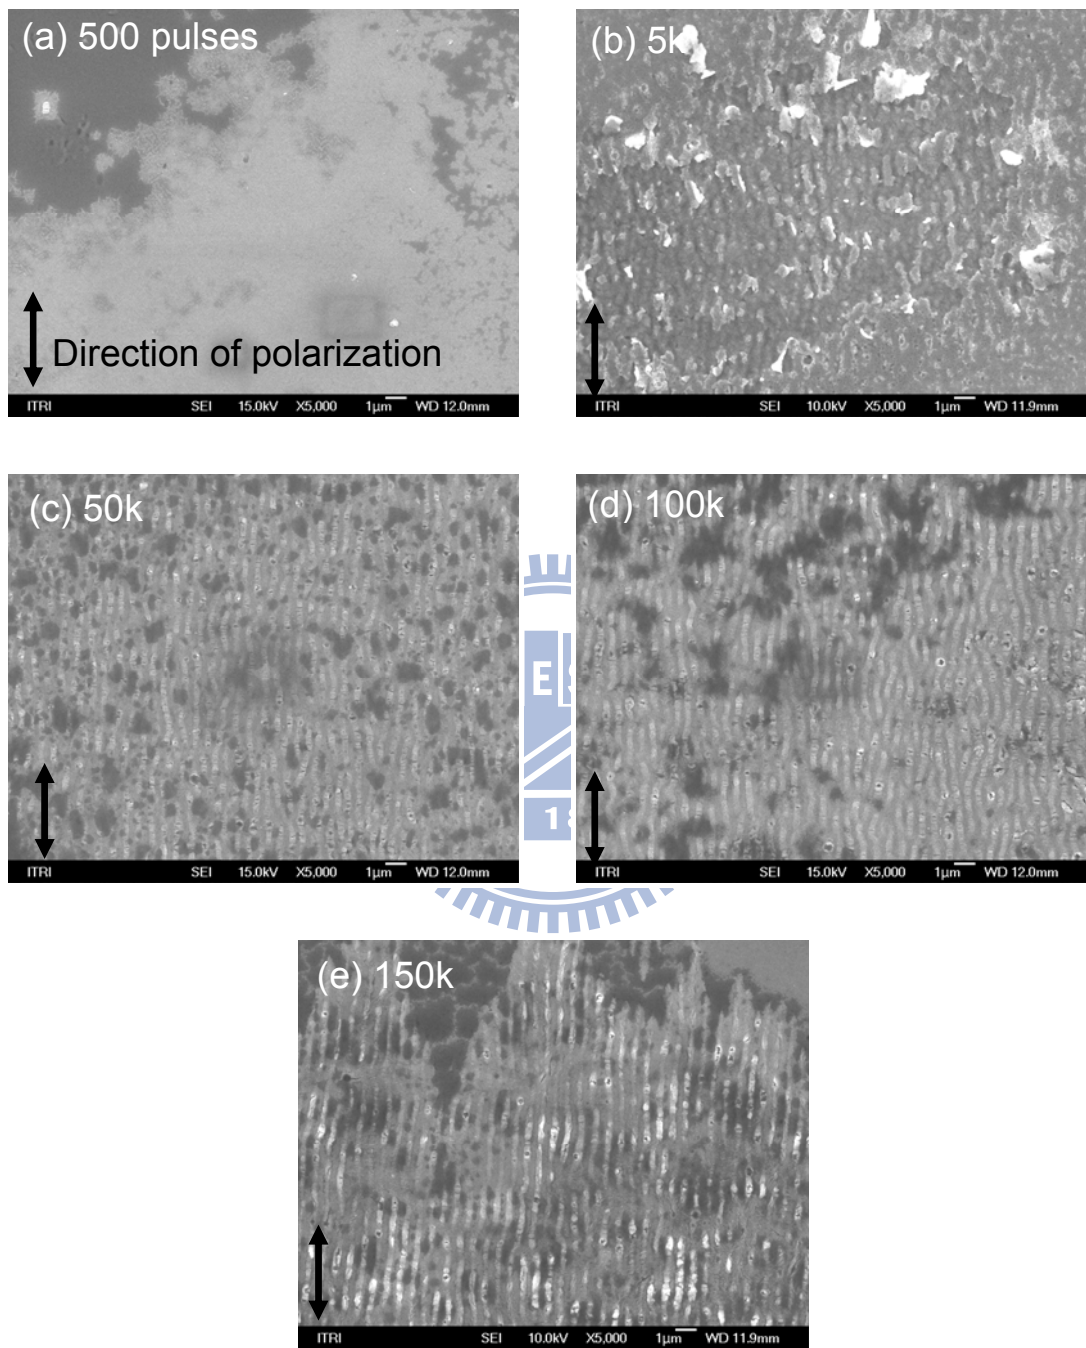 (a) 500 pulses
Direction of polarization
ITRI SEI 15.0kV X5,000 1μm WD 12.0mm
(b) 5k
ITRI SEI 10.0kV X5,000 1μm WD 11.9mm
(c) 50k
ITRI SEI 15.0kV X5,000 1μm WD 12.0mm
(d) 100k
ITRI SEI 15.0kV X5,000 1μm WD 12.0mm
E
(e) 150k
ITRI SEI 10.0kV X5,000 1μm WD 11.9mm